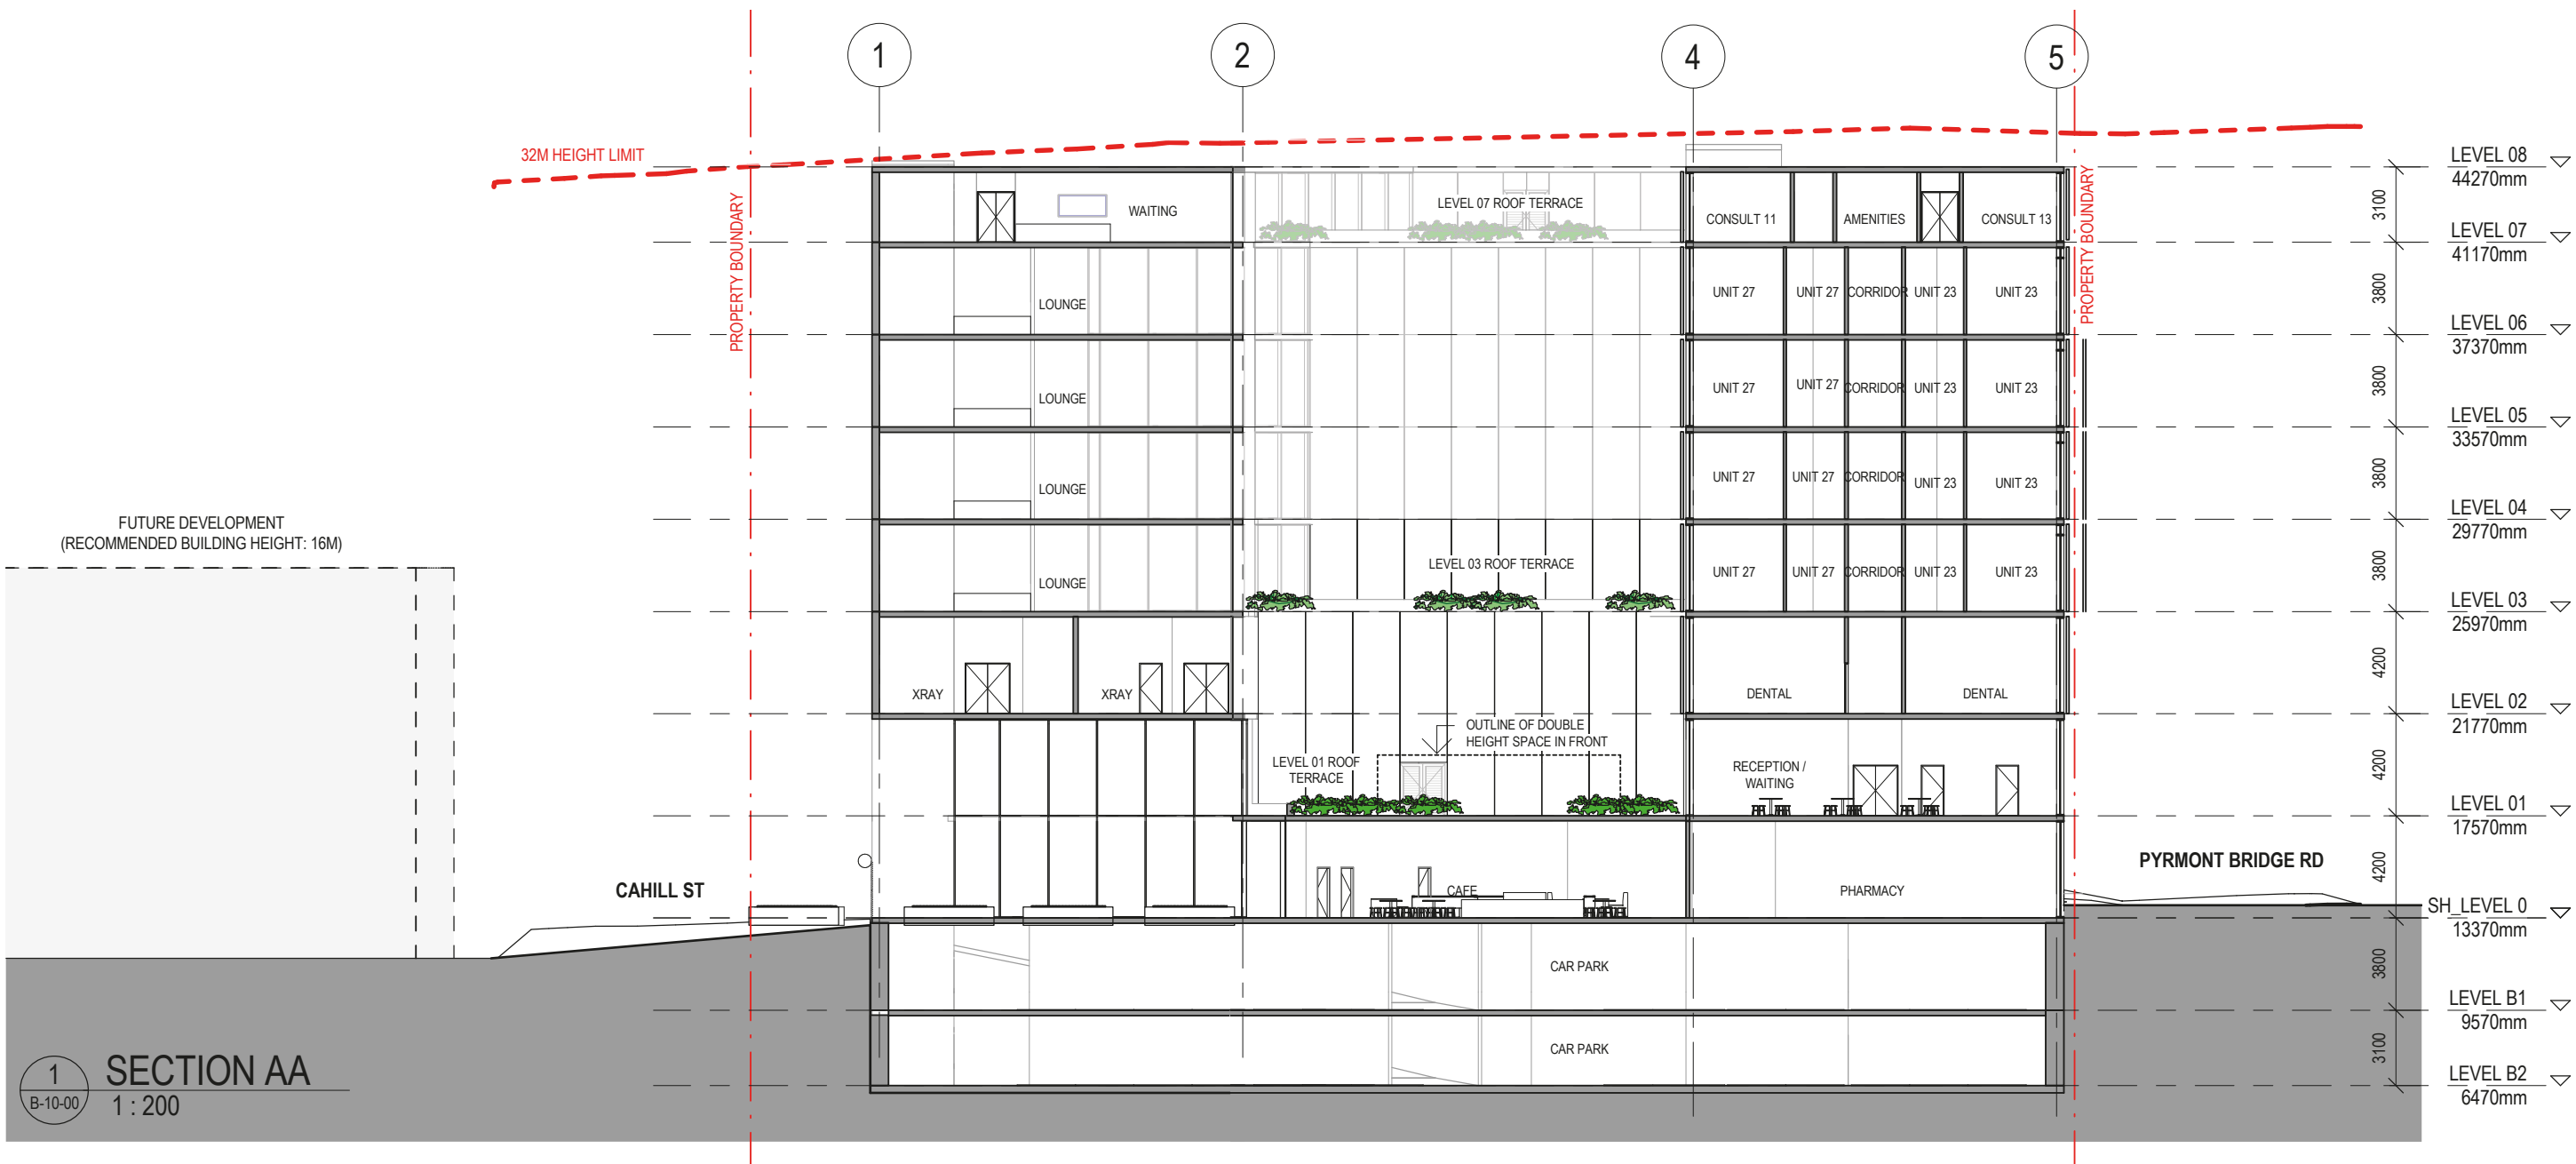 1
2
4
5
32M HEIGHT LIMIT
PROPERTY BOUNDARY
PROPERTY BOUNDARY
LEVEL 08
44270mm
3100
WAITING
LEVEL 07 ROOF TERRACE
CONSULT 11
AMENITIES
CONSULT 13
LEVEL 07
41170mm
3800
LOUNGE
UNIT 27
UNIT 27
CORRIDOR
UNIT 23
UNIT 23
LEVEL 06
37370mm
3800
LOUNGE
UNIT 27
UNIT 27
CORRIDOR
UNIT 23
UNIT 23
LEVEL 05
33570mm
3800
LOUNGE
UNIT 27
UNIT 27
CORRIDOR
UNIT 23
UNIT 23
LEVEL 04
29770mm
3800
FUTURE DEVELOPMENT
(RECOMMENDED BUILDING HEIGHT: 16M)
LOUNGE
LEVEL 03 ROOF TERRACE
UNIT 27
UNIT 27
CORRIDOR
UNIT 23
UNIT 23
LEVEL 03
25970mm
4200
XRAY
XRAY
DENTAL
DENTAL
LEVEL 02
21770mm
4200
OUTLINE OF DOUBLE
HEIGHT SPACE IN FRONT
LEVEL 01 ROOF
TERRACE
RECEPTION /
WAITING
LEVEL 01
17570mm
4200
CAHILL ST
CAFE
PHARMACY
PYRMONT BRIDGE RD
SH_LEVEL 0
13370mm
3800
CAR PARK
LEVEL B1
9570mm
3100
CAR PARK
LEVEL B2
6470mm
1
B-10-00
SECTION AA
1 : 200